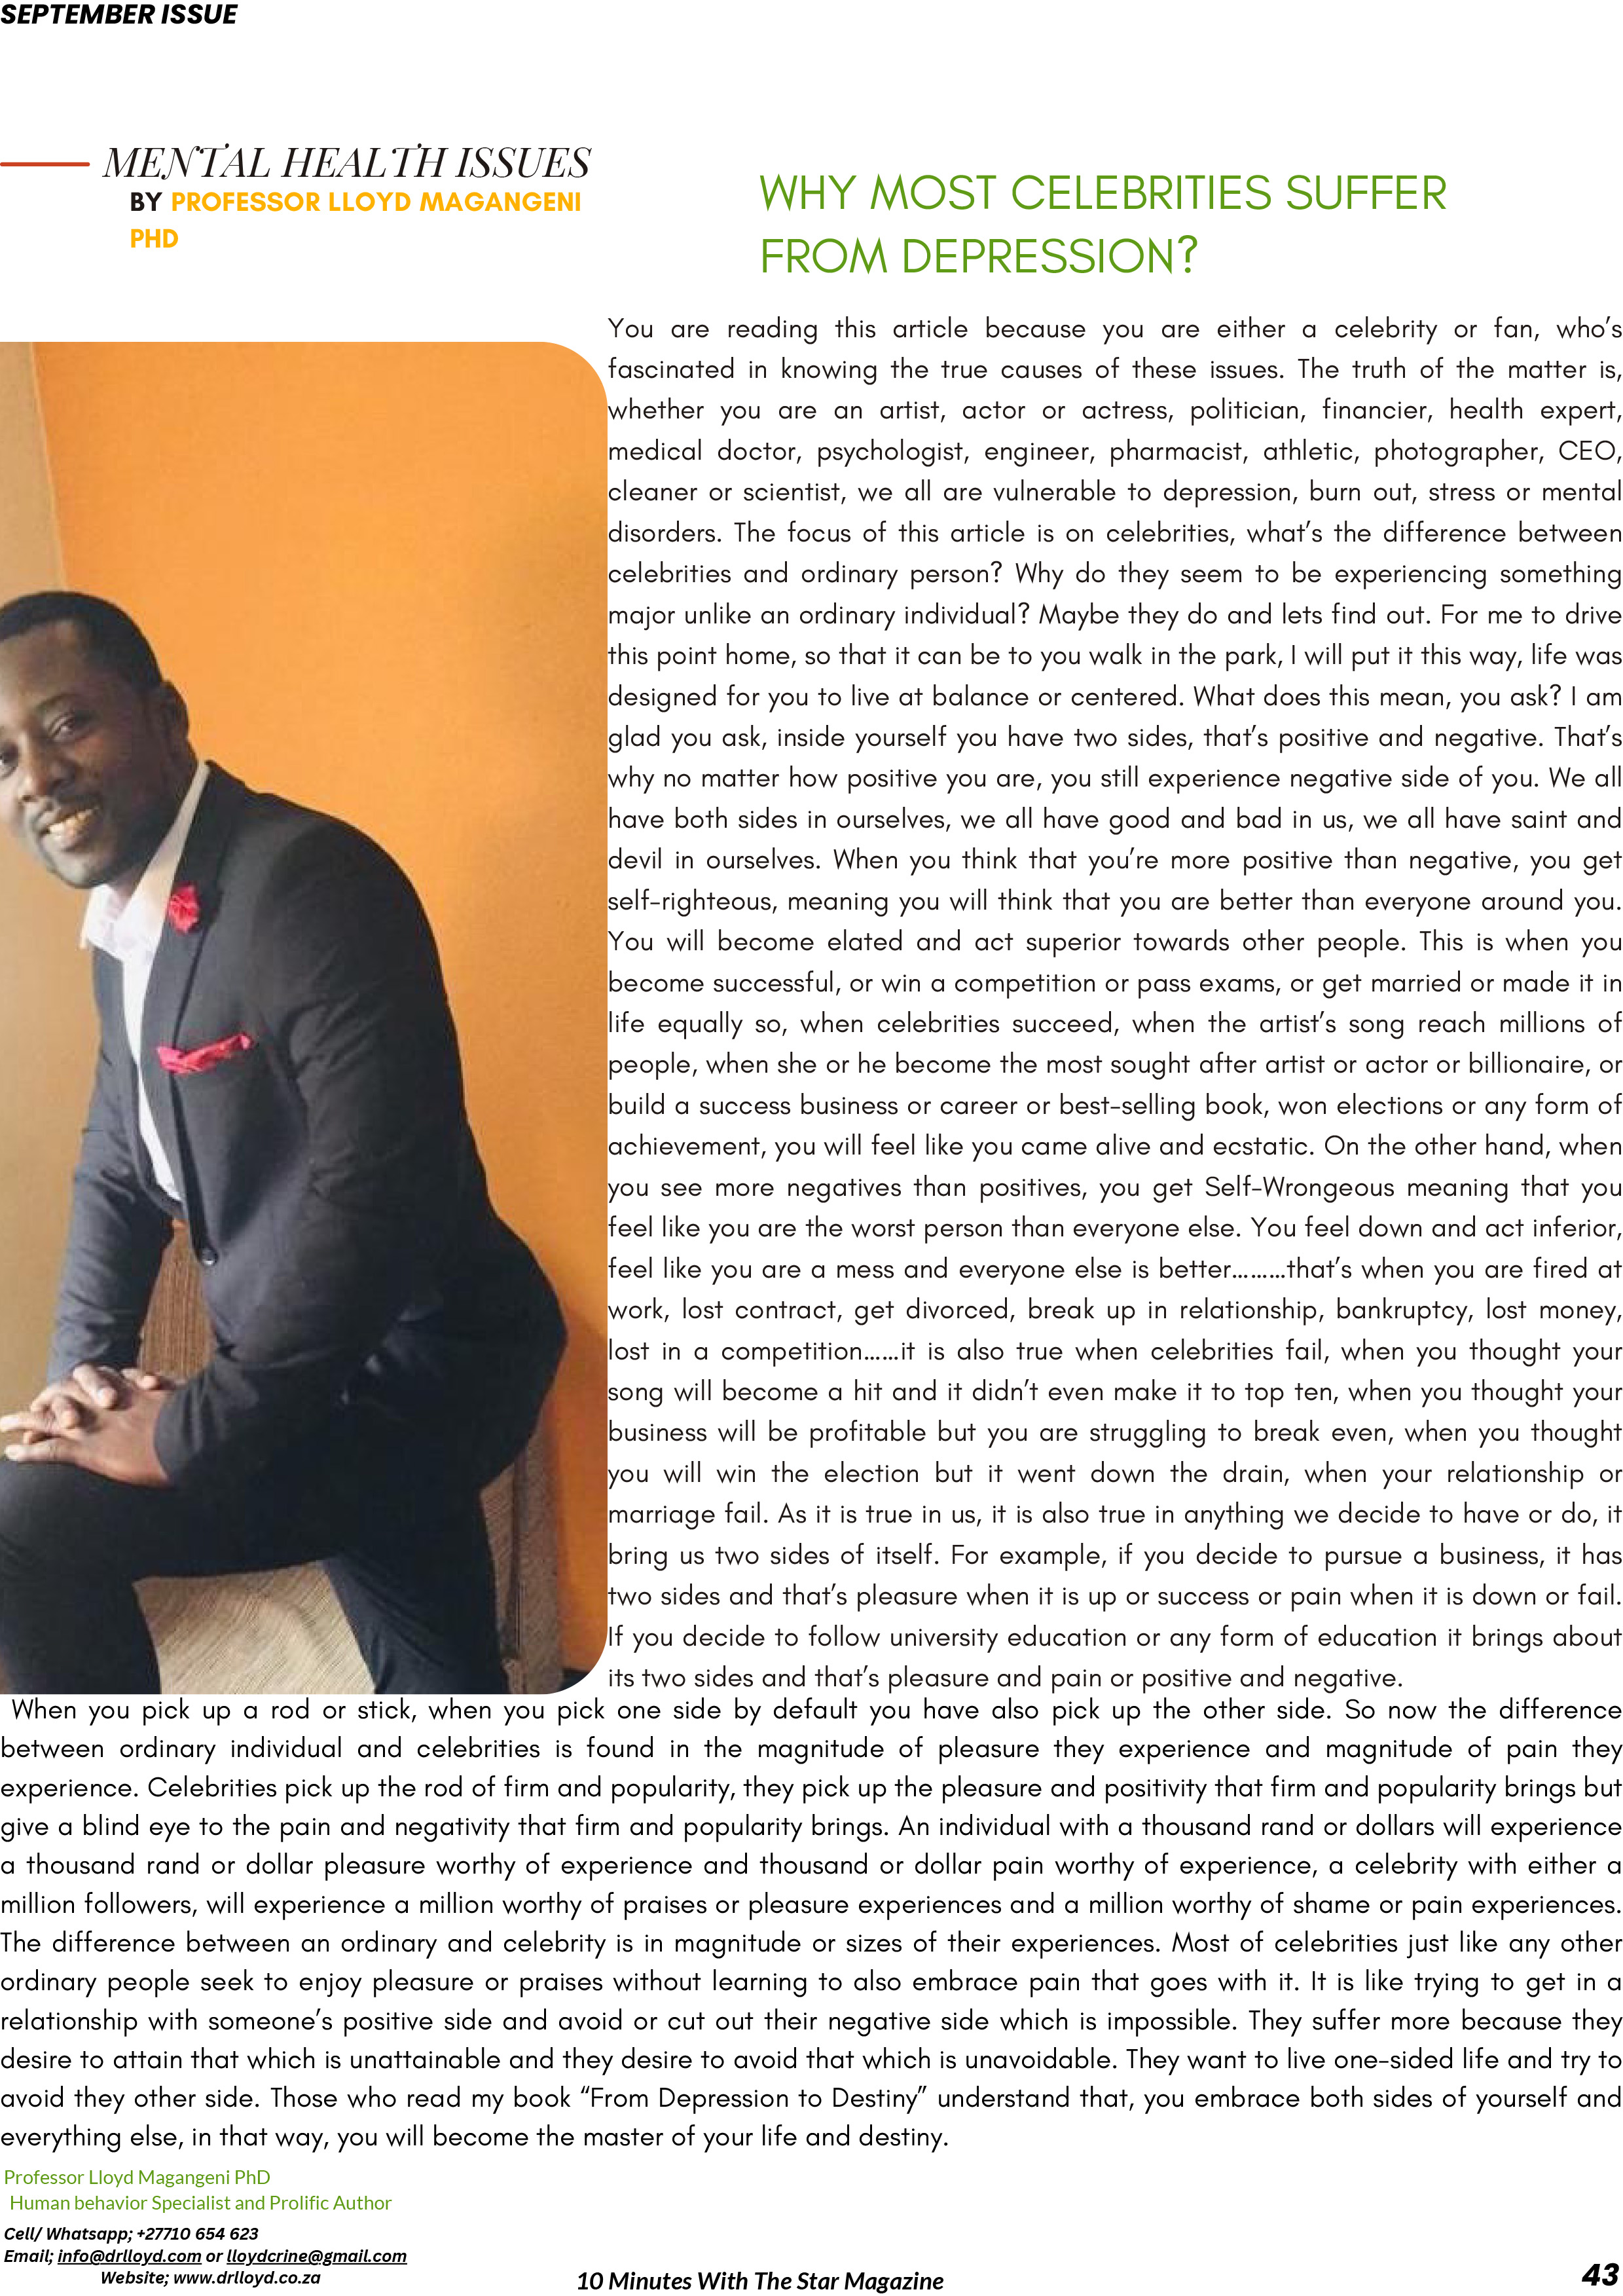 SEPTEMBER ISSUE
MENTAL HEALTH ISSUES
BY PROFESSOR LLOYD MAGANGENI
PHD
WHY MOST CELEBRITIES SUFFER
FROM DEPRESSION?
You are reading this article because you are either a celebrity or fan, who’s
fascinated in knowing the true causes of these issues. The truth of the matter is,
whether you are an artist, actor or actress, politician, financier, health expert,
medical doctor, psychologist, engineer, pharmacist, athletic, photographer, CEO,
cleaner or scientist, we all are vulnerable to depression, burn out, stress or mental
disorders. The focus of this article is on celebrities, what’s the difference between
celebrities and ordinary person? Why do they seem to be experiencing something
major unlike an ordinary individual? Maybe they do and lets find out. For me to drive
this point home, so that it can be to you walk in the park, I will put it this way, life was
designed for you to live at balance or centered. What does this mean, you ask? I am
glad you ask, inside yourself you have two sides, that’s positive and negative. That’s
why no matter how positive you are, you still experience negative side of you. We all
have both sides in ourselves, we all have good and bad in us, we all have saint and
devil in ourselves. When you think that you’re more positive than negative, you get
self-righteous, meaning you will think that you are better than everyone around you.
You will become elated and act superior towards other people. This is when you
become successful, or win a competition or pass exams, or get married or made it in
life equally so, when celebrities succeed, when the artist’s song reach millions of
people, when she or he become the most sought after artist or actor or billionaire, or
build a success business or career or best-selling book, won elections or any form of
achievement, you will feel like you came alive and ecstatic. On the other hand, when
you see more negatives than positives, you get Self-Wrongeous meaning that you
feel like you are the worst person than everyone else. You feel down and act inferior,
feel like you are a mess and everyone else is better………that’s when you are fired at
work, lost contract, get divorced, break up in relationship, bankruptcy, lost money,
lost in a competition……it is also true when celebrities fail, when you thought your
song will become a hit and it didn’t even make it to top ten, when you thought your
business will be profitable but you are struggling to break even, when you thought
you will win the election but it went down the drain, when your relationship or
marriage fail. As it is true in us, it is also true in anything we decide to have or do, it
bring us two sides of itself. For example, if you decide to pursue a business, it has
two sides and that’s pleasure when it is up or success or pain when it is down or fail.
If you decide to follow university education or any form of education it brings about
its two sides and that’s pleasure and pain or positive and negative.
When you pick up a rod or stick, when you pick one side by default you have also pick up the other side. So now the difference
between ordinary individual and celebrities is found in the magnitude of pleasure they experience and magnitude of pain they
experience. Celebrities pick up the rod of firm and popularity, they pick up the pleasure and positivity that firm and popularity brings but
give a blind eye to the pain and negativity that firm and popularity brings. An individual with a thousand rand or dollars will experience
a thousand rand or dollar pleasure worthy of experience and thousand or dollar pain worthy of experience, a celebrity with either a
million followers, will experience a million worthy of praises or pleasure experiences and a million worthy of shame or pain experiences.
The difference between an ordinary and celebrity is in magnitude or sizes of their experiences. Most of celebrities just like any other
ordinary people seek to enjoy pleasure or praises without learning to also embrace pain that goes with it. It is like trying to get in a
relationship with someone’s positive side and avoid or cut out their negative side which is impossible. They suffer more because they
desire to attain that which is unattainable and they desire to avoid that which is unavoidable. They want to live one-sided life and try to
avoid they other side. Those who read my book “From Depression to Destiny” understand that, you embrace both sides of yourself and
everything else, in that way, you will become the master of your life and destiny.
Professor Lloyd Magangeni PhD
Human behavior Specialist and Prolific Author
Cell/ Whatsapp; +27710 654 623
Email; info@drlloyd.com or lloydcrine@gmail.com
Website; www.drlloyd.co.za
10 Minutes With The Star Magazine
43